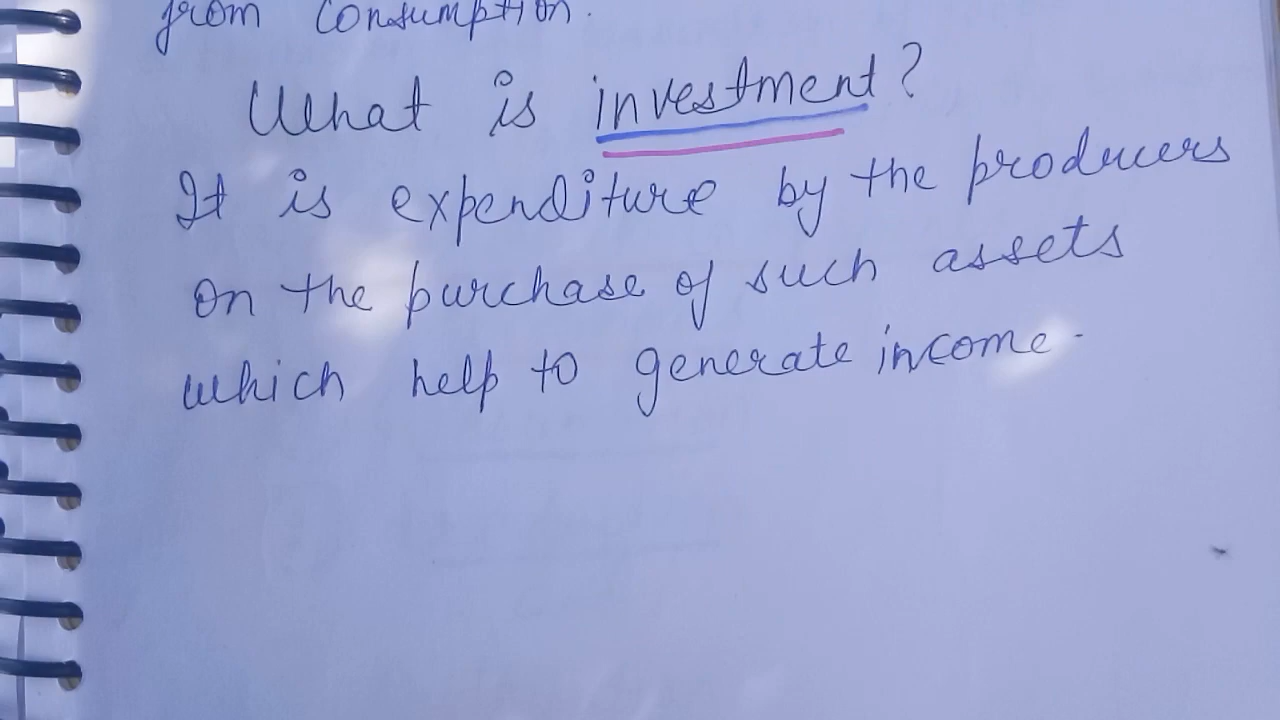 from consumption.
What is investment?
It is expenditure by the producers
on the purchase of such assets
which help to generate income.